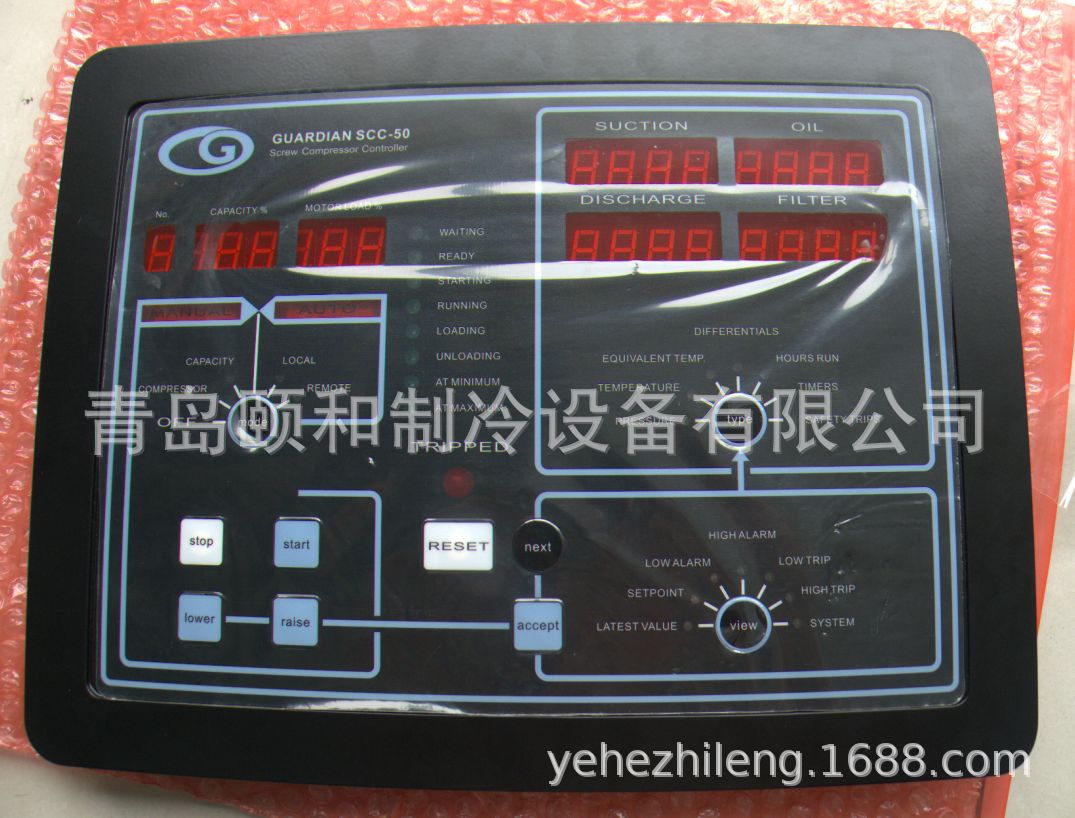 G
GUARDIAN SCC-50
Screw Compressor Controller
No. CAPACITY % MOTOR LOAD %
WAITING
READY
STARTING
RUNNING
LOADING
UNLOADING
AT MINIMUM
AT MAXIMUM
TRIPPED
MANUAL AUTO
CAPACITY LOCAL
COMPRESSOR REMOTE
OFF mode
SUCTION OIL
DISCHARGE FILTER
DIFFERENTIALS
EQUIVALENT TEMP. HOURS RUN
TEMPERATURE TIMERS
PRESSURE type SAFETY TRIPS
青岛颐和制冷设备有限公司
stop start
lower raise
RESET next
accept
HIGH ALARM
LOW ALARM LOW TRIP
SETPOINT HIGH TRIP
LATEST VALUE view SYSTEM
yehezhileng.1688.com